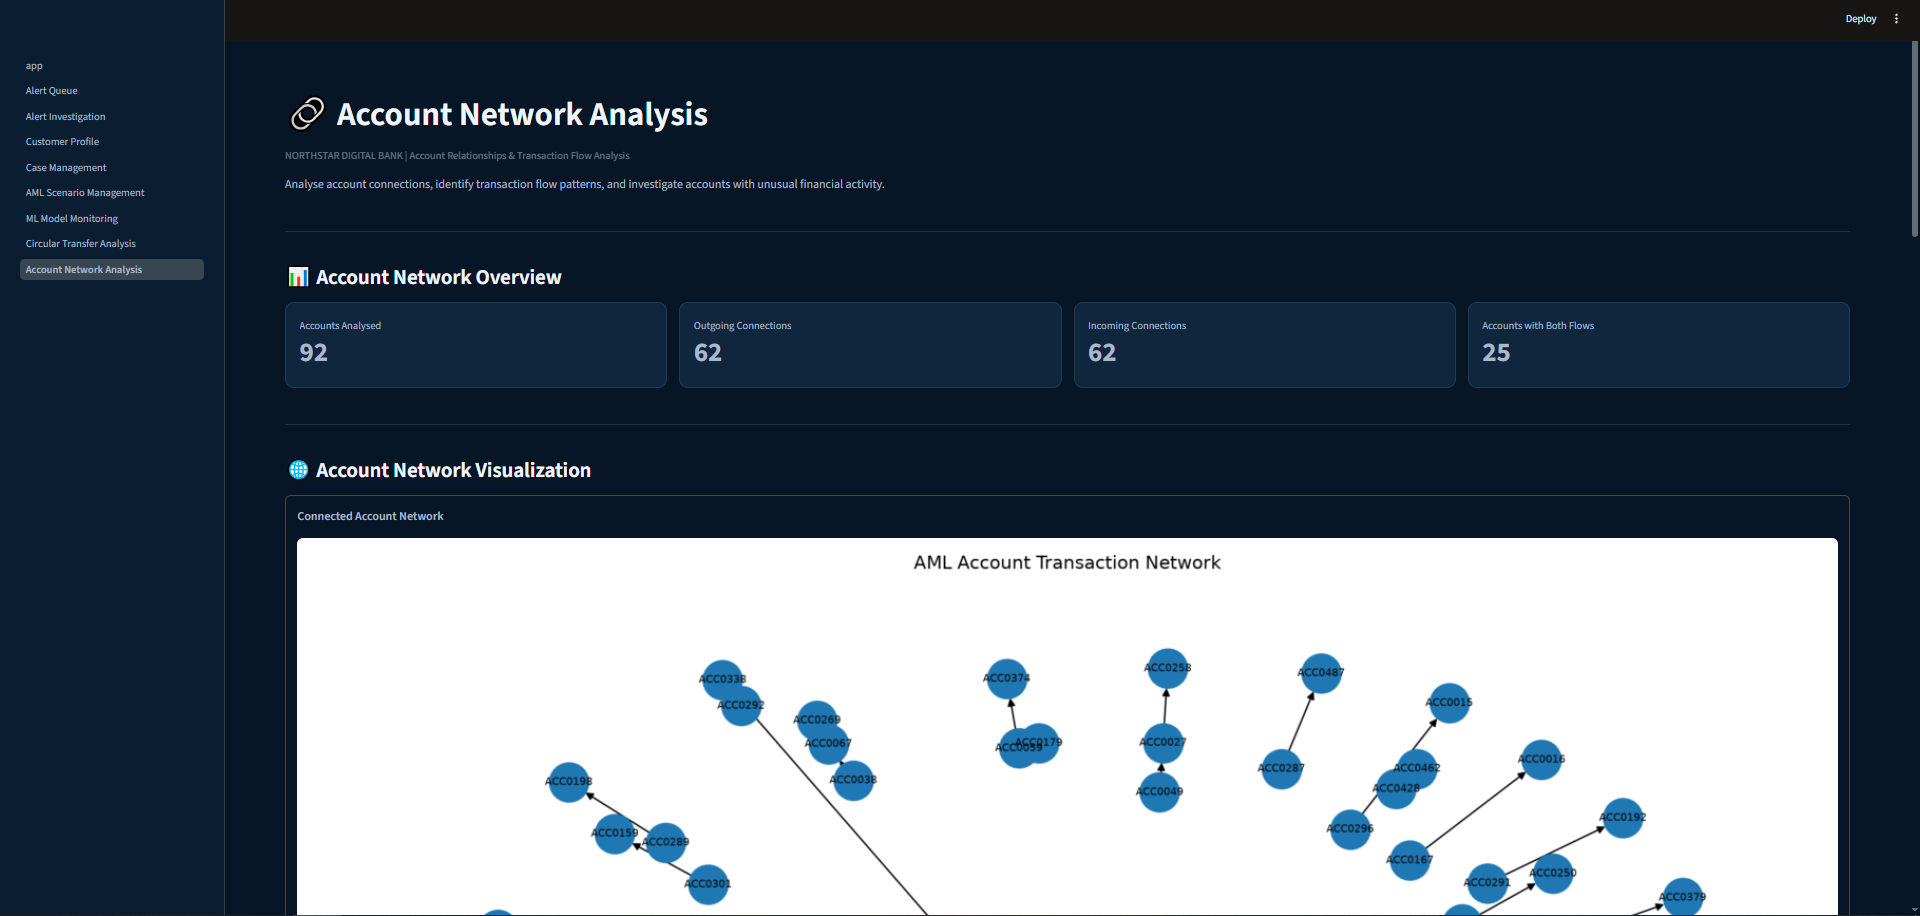 Deploy
app
Alert Queue
Alert Investigation
Customer Profile
Case Management
AML Scenario Management
ML Model Monitoring
Circular Transfer Analysis
Account Network Analysis
Account Network Analysis
NORTHSTAR DIGITAL BANK | Account Relationships & Transaction Flow Analysis
Analyse account connections, identify transaction flow patterns, and investigate accounts with unusual financial activity.
Account Network Overview
Accounts Analysed
92
Outgoing Connections
62
Incoming Connections
62
Accounts with Both Flows
25
Account Network Visualization
Connected Account Network
AML Account Transaction Network
ACC0338
ACC0292
ACC0269
ACC0067
ACC0038
ACC0374
ACC0179
ACC0258
ACC0027
ACC0049
ACC0487
ACC0287
ACC0015
ACC0462
ACC0428
ACC0296
ACC0016
ACC0167
ACC0192
ACC0291
ACC0250
ACC0379
ACC0198
ACC0159
ACC0289
ACC0301